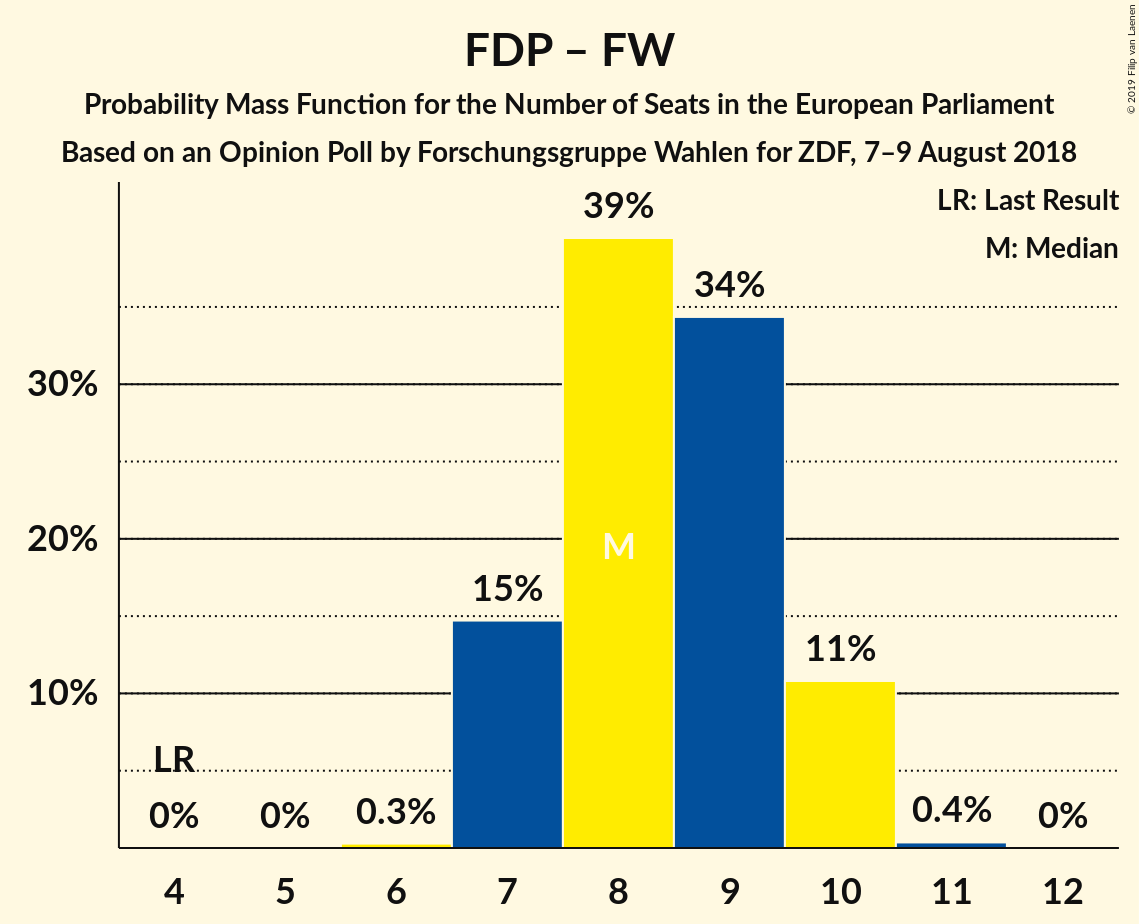 FDP – FW
Probability Mass Function for the Number of Seats in the European Parliament
Based on an Opinion Poll by Forschungsgruppe Wahlen for ZDF, 7–9 August 2018
© 2019 Filip van Laenen
LR: Last Result
M: Median
30%
20%
10%
LR
0%
0%
0.3%
15%
39%
M
34%
11%
0.4%
0%
4 5 6 7 8 9 10 11 12